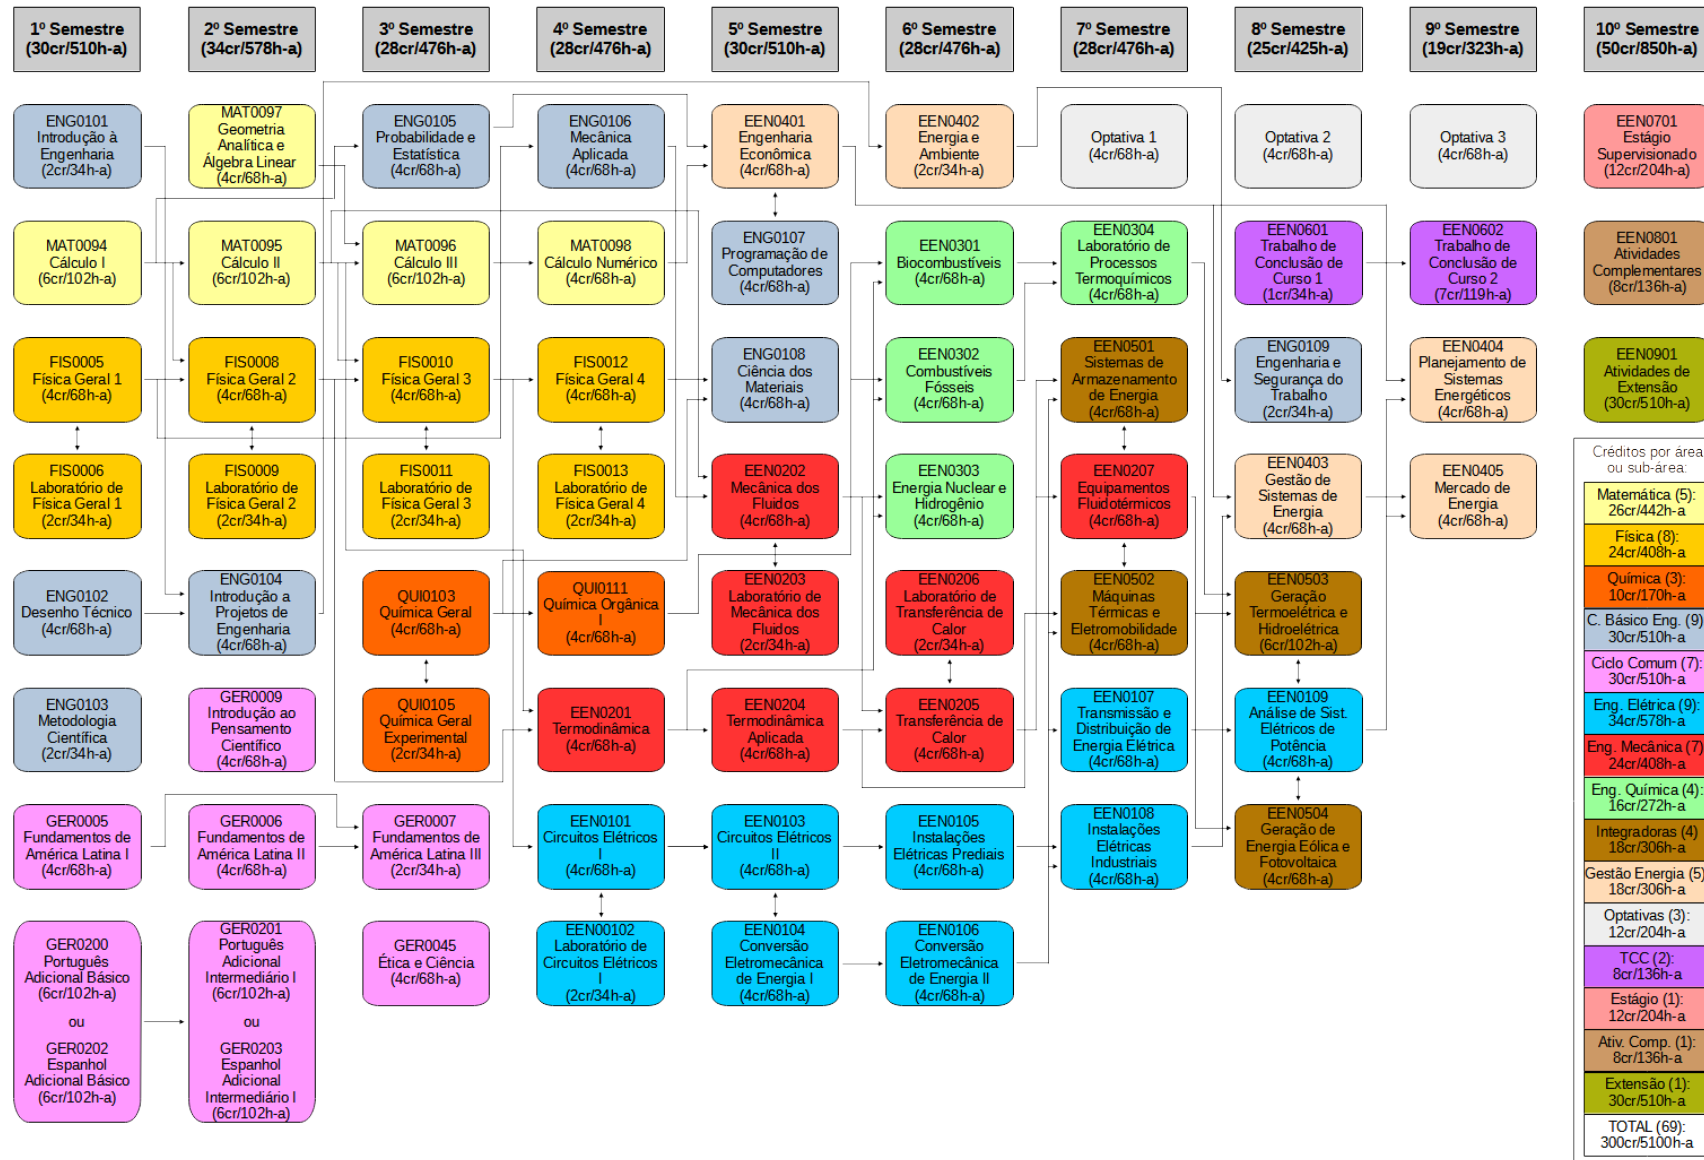 1º Semestre
(30cr/510h-a)
2º Semestre
(34cr/578h-a)
3º Semestre
(28cr/476h-a)
4º Semestre
(28cr/476h-a)
5º Semestre
(30cr/510h-a)
6º Semestre
(28cr/476h-a)
7º Semestre
(28cr/476h-a)
8º Semestre
(25cr/425h-a)
9º Semestre
(19cr/323h-a)
10º Semestre
(50cr/850h-a)
ENG0101
Introdução à
Engenharia
(2cr/34h-a)
MAT0097
Geometria
Analítica e
Álgebra Linear
(4cr/68h-a)
ENG0105
Probabilidade e
Estatística
(4cr/68h-a)
ENG0106
Mecânica
Aplicada
(4cr/68h-a)
EEN0401
Engenharia
Econômica
(4cr/68h-a)
EEN0402
Energia e
Ambiente
(2cr/34h-a)
Optativa 1
(4cr/68h-a)
Optativa 2
(4cr/68h-a)
Optativa 3
(4cr/68h-a)
EEN0701
Estágio
Supervisionado
(12cr/204h-a)
MAT0094
Cálculo I
(6cr/102h-a)
MAT0095
Cálculo II
(6cr/102h-a)
MAT0096
Cálculo III
(6cr/102h-a)
MAT0098
Cálculo Numérico
(4cr/68h-a)
ENG0107
Programação de
Computadores
(4cr/68h-a)
EEN0301
Biocombustíveis
(4cr/68h-a)
EEN0304
Laboratório de
Processos
Termoquímicos
(4cr/68h-a)
EEN0601
Trabalho de
Conclusão de
Curso 1
(1cr/34h-a)
EEN0602
Trabalho de
Conclusão de
Curso 2
(7cr/119h-a)
EEN0801
Atividades
Complementares
(8cr/136h-a)
FIS0005
Física Geral 1
(4cr/68h-a)
FIS0008
Física Geral 2
(4cr/68h-a)
FIS0010
Física Geral 3
(4cr/68h-a)
FIS0012
Física Geral 4
(4cr/68h-a)
ENG0108
Ciência dos
Materiais
(4cr/68h-a)
EEN0302
Combustíveis
Fósseis
(4cr/68h-a)
EEN0501
Sistemas de
Armazenamento
de Energia
(4cr/68h-a)
ENG0109
Engenharia e
Segurança do
Trabalho
(2cr/34h-a)
EEN0404
Planejamento de
Sistemas
Energéticos
(4cr/68h-a)
EEN0901
Atividades de
Extensão
(30cr/510h-a)
FIS0006
Laboratório de
Física Geral 1
(2cr/34h-a)
FIS0009
Laboratório de
Física Geral 2
(2cr/34h-a)
FIS0011
Laboratório de
Física Geral 3
(2cr/34h-a)
FIS0013
Laboratório de
Física Geral 4
(2cr/34h-a)
EEN0202
Mecânica dos
Fluidos
(4cr/68h-a)
EEN0303
Energia Nuclear e
Hidrogênio
(4cr/68h-a)
EEN0207
Equipamentos
Fluidotérmicos
(4cr/68h-a)
EEN0403
Gestão de
Sistemas de
Energia
(4cr/68h-a)
EEN0405
Mercado de
Energia
(4cr/68h-a)
ENG0102
Desenho Técnico
(4cr/68h-a)
ENG0104
Introdução a
Projetos de
Engenharia
(4cr/68h-a)
QUI0103
Química Geral
(4cr/68h-a)
QUI0111
Química Orgânica
I
(4cr/68h-a)
EEN0203
Laboratório de
Mecânica dos
Fluidos
(2cr/34h-a)
EEN0206
Laboratório de
Transferência de
Calor
(2cr/34h-a)
EEN0502
Máquinas
Térmicas e
Eletromobilidade
(4cr/68h-a)
EEN0503
Geração
Termoelétrica e
Hidroelétrica
(6cr/102h-a)
ENG0103
Metodologia
Científica
(2cr/34h-a)
GER0009
Introdução ao
Pensamento
Científico
(4cr/68h-a)
QUI0105
Química Geral
Experimental
(2cr/34h-a)
EEN0201
Termodinâmica
(4cr/68h-a)
EEN0204
Termodinâmica
Aplicada
(4cr/68h-a)
EEN0205
Transferência de
Calor
(4cr/68h-a)
EEN0107
Transmissão e
Distribuição de
Energia Elétrica
(4cr/68h-a)
EEN0109
Análise de Sist.
Elétricos de
Potência
(4cr/68h-a)
GER0005
Fundamentos de
América Latina I
(4cr/68h-a)
GER0006
Fundamentos de
América Latina II
(4cr/68h-a)
GER0007
Fundamentos de
América Latina III
(2cr/34h-a)
EEN0101
Circuitos Elétricos
I
(4cr/68h-a)
EEN0103
Circuitos Elétricos
II
(4cr/68h-a)
EEN0105
Instalações
Elétricas Prediais
(4cr/68h-a)
EEN0108
Instalações
Elétricas
Industriais
(4cr/68h-a)
EEN0504
Geração de
Energia Eólica e
Fotovoltaica
(4cr/68h-a)
GER0200
Português
Adicional Básico
(6cr/102h-a)
ou
GER0202
Espanhol
Adicional Básico
(6cr/102h-a)
GER0201
Português
Adicional
Intermediário I
(6cr/102h-a)
ou
GER0203
Espanhol
Adicional
Intermediário I
(6cr/102h-a)
GER0045
Ética e Ciência
(4cr/68h-a)
EEN00102
Laboratório de
Circuitos Elétricos
I
(2cr/34h-a)
EEN0104
Conversão
Eletromecânica
de Energia I
(4cr/68h-a)
EEN0106
Conversão
Eletromecânica
de Energia II
(4cr/68h-a)
Créditos por área
ou sub-área:
Matemática (5):
26cr/442h-a
Física (8):
24cr/408h-a
Química (3):
10cr/170h-a
C. Básico Eng. (9)
30cr/510h-a
Ciclo Comum (7):
30cr/510h-a
Eng. Elétrica (9):
34cr/578h-a
Eng. Mecânica (7)
24cr/408h-a
Eng. Química (4):
16cr/272h-a
Integradoras (4)
18cr/306h-a
Gestão Energia (5)
18cr/306h-a
Optativas (3):
12cr/204h-a
TCC (2):
8cr/136h-a
Estágio (1):
12cr/204h-a
Ativ. Comp. (1):
8cr/136h-a
Extensão (1):
30cr/510h-a
TOTAL (69):
300cr/5100h-a